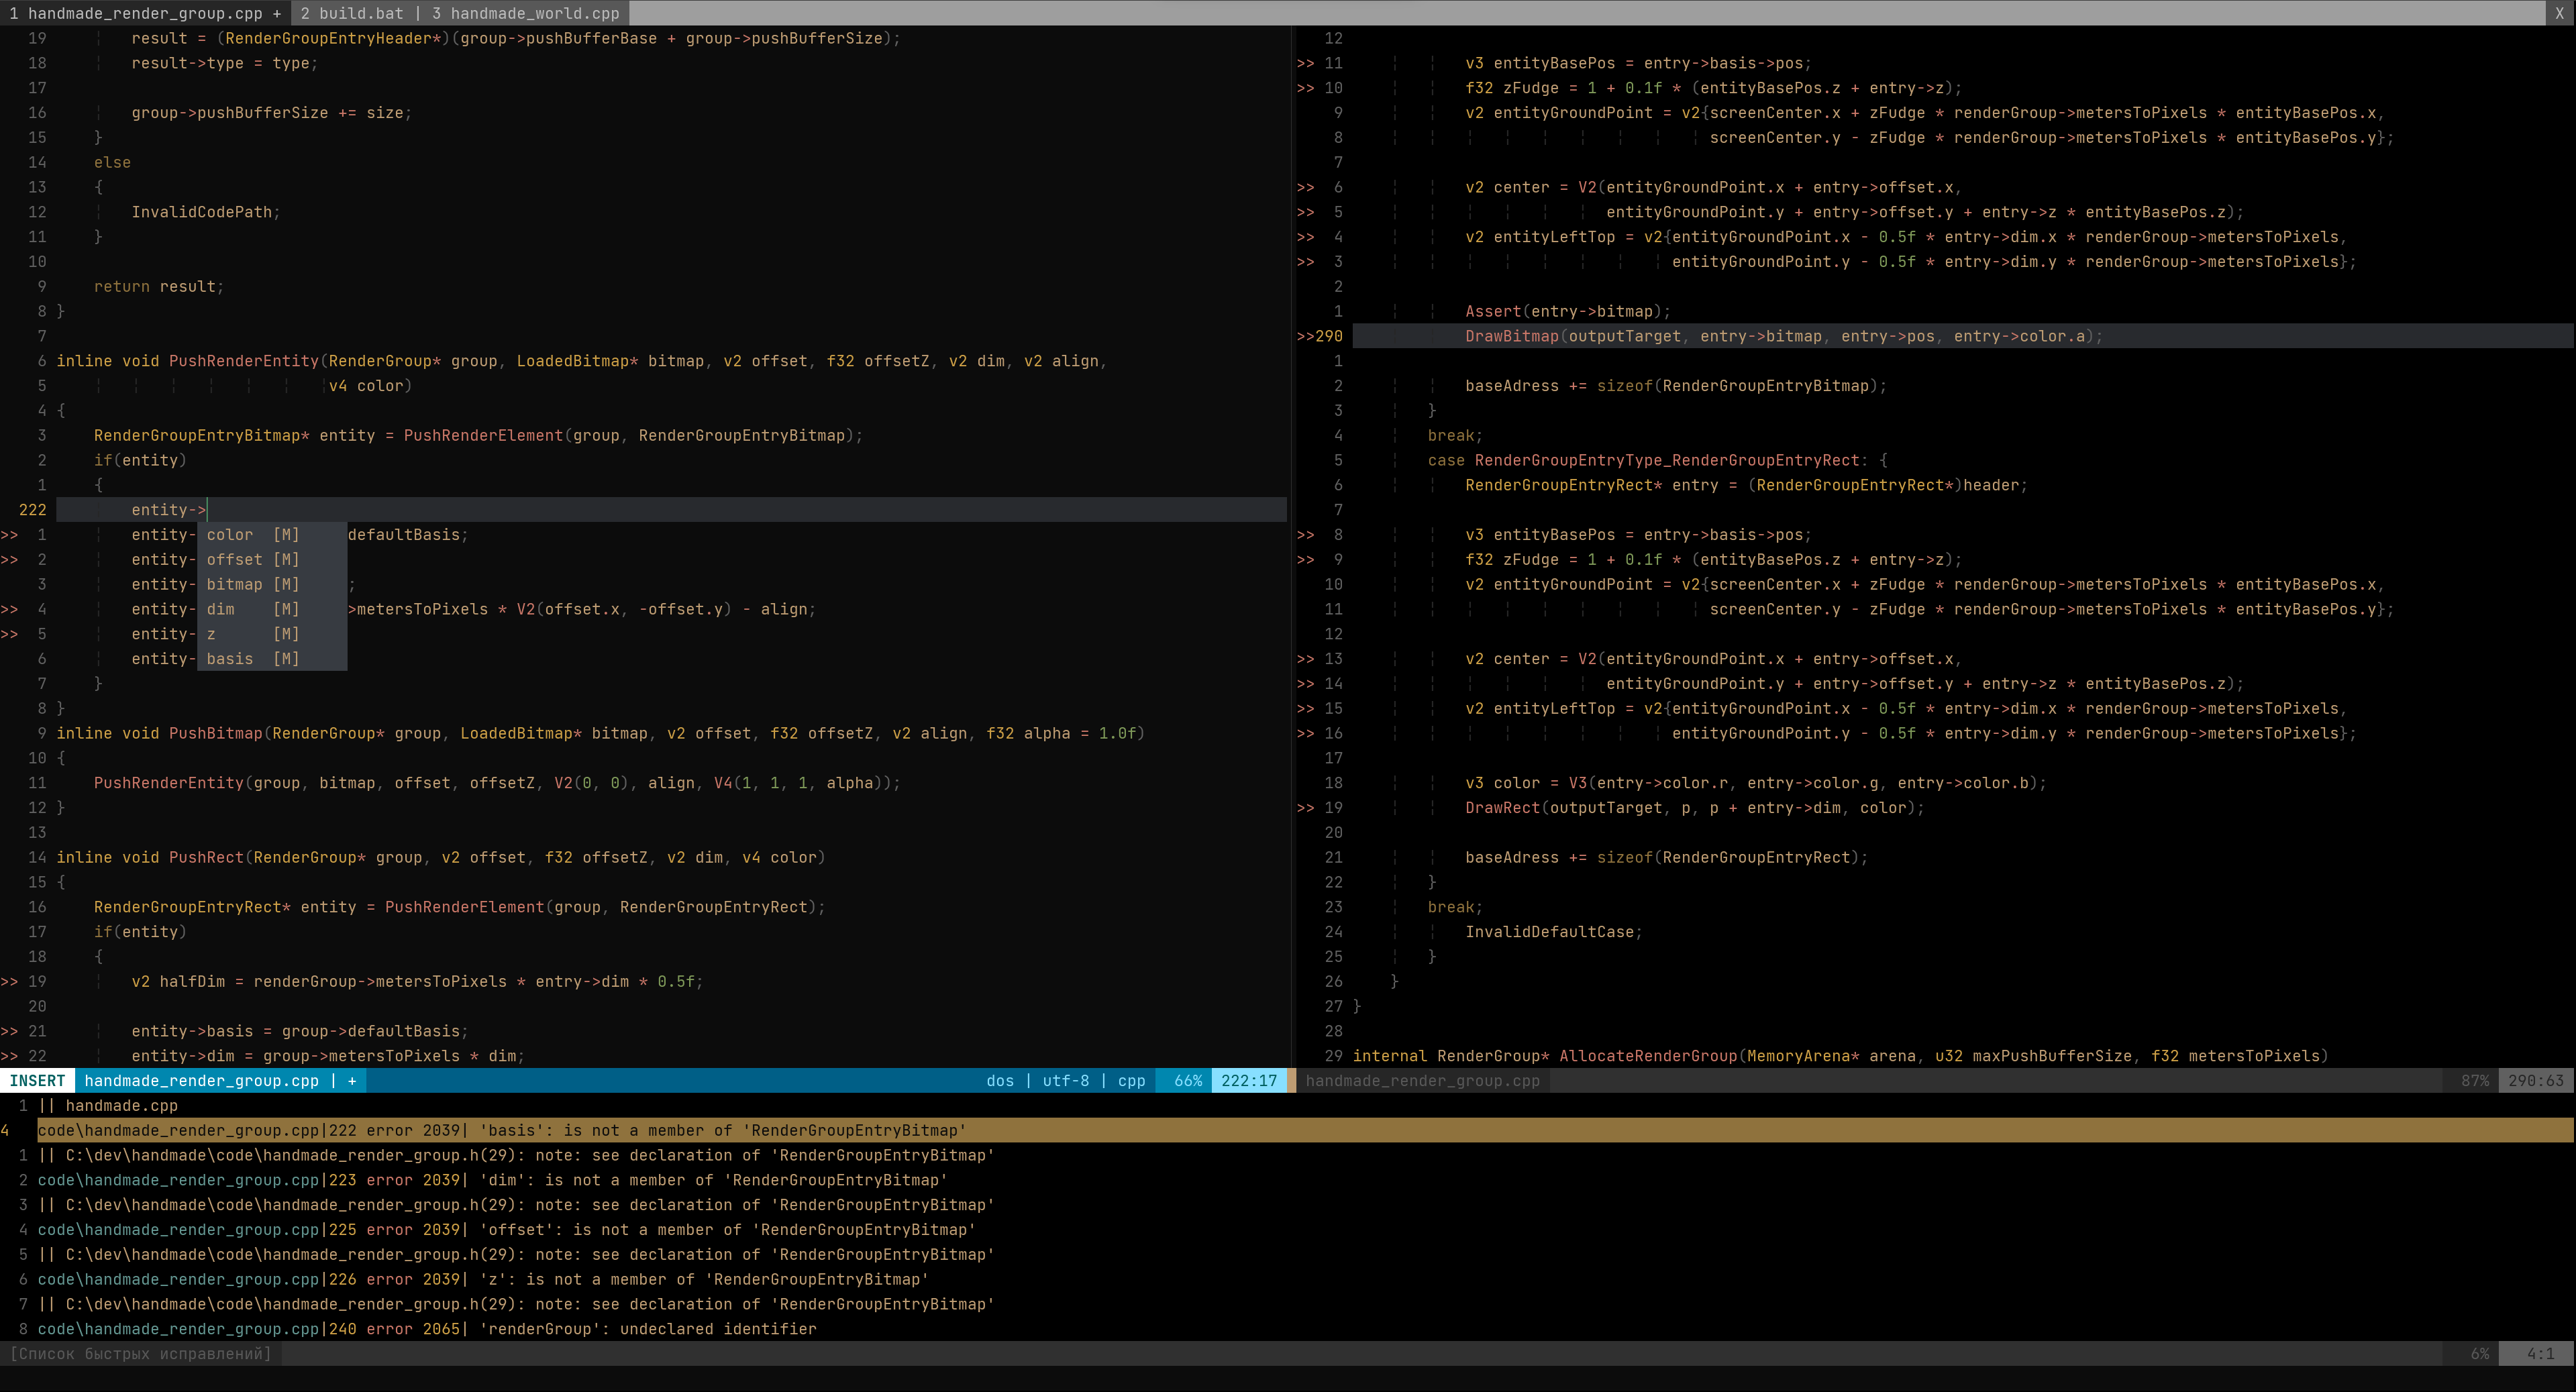 1 handmade_render_group.cpp + 2 build.bat | 3 handmade_world.cpp X
19 result = (RenderGroupEntryHeader*)(group->pushBufferBase + group->pushBufferSize);
18 result->type = type;
17
16 group->pushBufferSize += size;
15 }
14 else
13 {
12 InvalidCodePath;
11 }
10
9 return result;
8 }
7
6 inline void PushRenderEntity(RenderGroup* group, LoadedBitmap* bitmap, v2 offset, f32 offsetZ, v2 dim, v2 align,
5 v4 color)
4 {
3 RenderGroupEntryBitmap* entity = PushRenderElement(group, RenderGroupEntryBitmap);
2 if(entity)
1 {
222 entity->
>> 1 entity- color [M] defaultBasis;
>> 2 entity- offset [M]
3 entity- bitmap [M] ;
>> 4 entity- dim [M] >metersToPixels * V2(offset.x, -offset.y) - align;
>> 5 entity- z [M]
6 entity- basis [M]
7 }
8 }
9 inline void PushBitmap(RenderGroup* group, LoadedBitmap* bitmap, v2 offset, f32 offsetZ, v2 align, f32 alpha = 1.0f)
10 {
11 PushRenderEntity(group, bitmap, offset, offsetZ, V2(0, 0), align, V4(1, 1, 1, alpha));
12 }
13
14 inline void PushRect(RenderGroup* group, v2 offset, f32 offsetZ, v2 dim, v4 color)
15 {
16 RenderGroupEntryRect* entity = PushRenderElement(group, RenderGroupEntryRect);
17 if(entity)
18 {
>> 19 v2 halfDim = renderGroup->metersToPixels * entry->dim * 0.5f;
20
>> 21 entity->basis = group->defaultBasis;
>> 22 entity->dim = group->metersToPixels * dim;
INSERT handmade_render_group.cpp | + dos | utf-8 | cpp 66% 222:17
12
>> 11 v3 entityBasePos = entry->basis->pos;
>> 10 f32 zFudge = 1 + 0.1f * (entityBasePos.z + entry->z);
9 v2 entityGroundPoint = v2{screenCenter.x + zFudge * renderGroup->metersToPixels * entityBasePos.x,
8 screenCenter.y - zFudge * renderGroup->metersToPixels * entityBasePos.y};
7
>> 6 v2 center = V2(entityGroundPoint.x + entry->offset.x,
>> 5 entityGroundPoint.y + entry->offset.y + entry->z * entityBasePos.z);
>> 4 v2 entityLeftTop = v2{entityGroundPoint.x - 0.5f * entry->dim.x * renderGroup->metersToPixels,
>> 3 entityGroundPoint.y - 0.5f * entry->dim.y * renderGroup->metersToPixels};
2
1 Assert(entry->bitmap);
>>290 DrawBitmap(outputTarget, entry->bitmap, entry->pos, entry->color.a);
1
2 baseAdress += sizeof(RenderGroupEntryBitmap);
3 }
4 break;
5 case RenderGroupEntryType_RenderGroupEntryRect: {
6 RenderGroupEntryRect* entry = (RenderGroupEntryRect*)header;
7
>> 8 v3 entityBasePos = entry->basis->pos;
>> 9 f32 zFudge = 1 + 0.1f * (entityBasePos.z + entry->z);
10 v2 entityGroundPoint = v2{screenCenter.x + zFudge * renderGroup->metersToPixels * entityBasePos.x,
11 screenCenter.y - zFudge * renderGroup->metersToPixels * entityBasePos.y};
12
>> 13 v2 center = V2(entityGroundPoint.x + entry->offset.x,
>> 14 entityGroundPoint.y + entry->offset.y + entry->z * entityBasePos.z);
>> 15 v2 entityLeftTop = v2{entityGroundPoint.x - 0.5f * entry->dim.x * renderGroup->metersToPixels,
>> 16 entityGroundPoint.y - 0.5f * entry->dim.y * renderGroup->metersToPixels};
17
18 v3 color = V3(entry->color.r, entry->color.g, entry->color.b);
>> 19 DrawRect(outputTarget, p, p + entry->dim, color);
20
21 baseAdress += sizeof(RenderGroupEntryRect);
22 }
23 break;
24 InvalidDefaultCase;
25 }
26 }
27 }
28
29 internal RenderGroup* AllocateRenderGroup(MemoryArena* arena, u32 maxPushBufferSize, f32 metersToPixels)
handmade_render_group.cpp 87% 290:63
1 || handmade.cpp
4 code\handmade_render_group.cpp|222 error 2039| 'basis': is not a member of 'RenderGroupEntryBitmap'
1 || C:\dev\handmade\code\handmade_render_group.h(29): note: see declaration of 'RenderGroupEntryBitmap'
2 code\handmade_render_group.cpp|223 error 2039| 'dim': is not a member of 'RenderGroupEntryBitmap'
3 || C:\dev\handmade\code\handmade_render_group.h(29): note: see declaration of 'RenderGroupEntryBitmap'
4 code\handmade_render_group.cpp|225 error 2039| 'offset': is not a member of 'RenderGroupEntryBitmap'
5 || C:\dev\handmade\code\handmade_render_group.h(29): note: see declaration of 'RenderGroupEntryBitmap'
6 code\handmade_render_group.cpp|226 error 2039| 'z': is not a member of 'RenderGroupEntryBitmap'
7 || C:\dev\handmade\code\handmade_render_group.h(29): note: see declaration of 'RenderGroupEntryBitmap'
8 code\handmade_render_group.cpp|240 error 2065| 'renderGroup': undeclared identifier
[Список быстрых исправлений] 6% 4:1